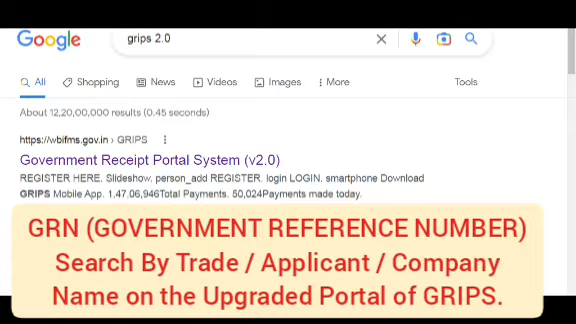 Google
grips 2.0
All
Shopping
News
Videos
Images
More
Tools
About 12,20,00,000 results (0.45 seconds)
https://wbifms.gov.in › GRIPS
Government Receipt Portal System (v2.0)
REGISTER HERE. Slideshow. person_add REGISTER. login LOGIN. smartphone Download
GRIPS Mobile App. 1,47,06,946Total Payments. 50,024Payments made today.
GRN (GOVERNMENT REFERENCE NUMBER)
Search By Trade / Applicant / Company
Name on the Upgraded Portal of GRIPS.